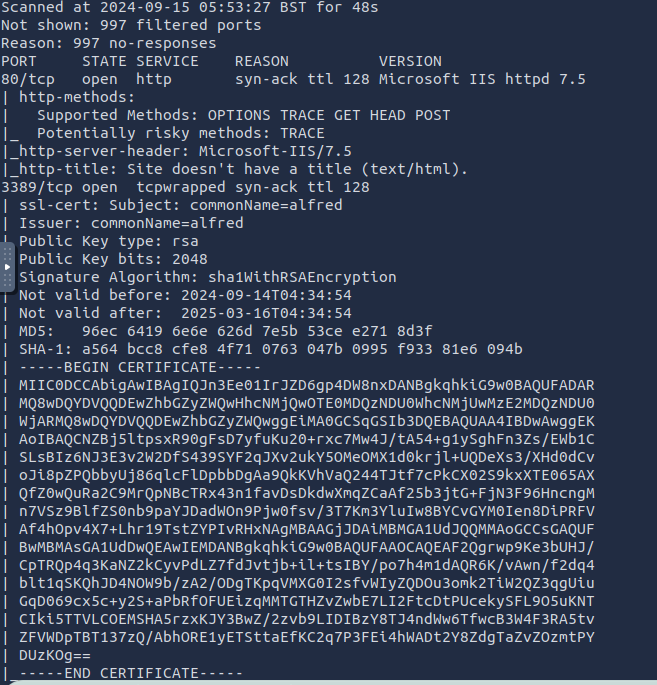 Scanned at 2024-09-15 05:53:27 BST for 48s
Not shown: 997 filtered ports
Reason: 997 no-responses
PORT     STATE SERVICE    REASON          VERSION
80/tcp   open  http       syn-ack ttl 128 Microsoft IIS httpd 7.5
| http-methods:
|   Supported Methods: OPTIONS TRACE GET HEAD POST
|_  Potentially risky methods: TRACE
|_http-server-header: Microsoft-IIS/7.5
|_http-title: Site doesn't have a title (text/html).
3389/tcp open  tcpwrapped syn-ack ttl 128
| ssl-cert: Subject: commonName=alfred
| Issuer: commonName=alfred
| Public Key type: rsa
| Public Key bits: 2048
| Signature Algorithm: sha1WithRSAEncryption
| Not valid before: 2024-09-14T04:34:54
| Not valid after:  2025-03-16T04:34:54
| MD5:   96ec 6419 6e6e 626d 7e5b 53ce e271 8d3f
| SHA-1: a564 bcc8 cfe8 4f71 0763 047b 0995 f933 81e6 094b
| -----BEGIN CERTIFICATE-----
| MIIC0DCCAbigAwIBAgIQJn3Ee01IrJZD6gp4DW8nxDANBgkqhkiG9w0BAQUFADAR
| MQ8wDQYDVQQDEwZhbGZyZWQwHhcNMjQwOTE0MDQzNDU0WhcNMjUwMzE2MDQzNDU0
| WjARMQ8wDQYDVQQDEwZhbGZyZWQwggEiMA0GCSqGSIb3DQEBAQUAA4IBDwAwggEK
| AoIBAQCNZBj5ltpsxR90gFsD7yfuKu20+rxc7Mw4J/tA54+g1ySghFn3Zs/EWb1C
| SLsBIz6NJ3E3v2W2DfS439SYF2qJXv2ukY5OMeOMX1d0krjl+UQDeXs3/XHd0dCv
| oJi8pZPQbbyUj86qlcFlDpbbDgAa9QkKVhVaQ244TJtf7cPkCX02S9kxXTE065AX
| QfZ0wQuRa2C9MrQpNBcTRx43n1favDsDkdwXmqZCaAf25b3jtG+FjN3F96HncngM
| n7VSz9BlfZS0nb9paYJDadWOn9Pjw0fsv/3T7Km3YluIw8BYCvGYM0Ien8DiPRFV
| Af4hOpv4X7+Lhr19TstZYPIvRHxNAgMBAAGjJDAiMBMGA1UdJQQMMAoGCCsGAQUF
| BwMBMAsGA1UdDwQEAwIEMDANBgkqhkiG9w0BAQUFAAOCAQEAF2Qgrwp9Ke3bUHJ/
| CpTRQp4q3KaNZ2kCyvPdLZ7fdJvtjb+il+tsIBY/po7h4m1dAQR6K/vAwn/f2dq4
| blt1qSKQhJD4NOW9b/zA2/ODgTKpqVMXG0I2sfvWIyZQDOu3omk2TiW2QZ3qgUiu
| GqD069cx5c+y2S+aPbRfOFUEizqMMTGTHZvZwbE7LI2FtcDtPUcekySFL9O5uKNT
| CIki5TTVLCOEMSHA5rzxKJY3BwZ/2zvb9LIDIBzY8TJ4ndWw6TfwcB3W4F3RA5tv
| ZFVWDpTBT137zQ/AbhORE1yETSttaEfKC2q7P3FEi4hWADt2Y8ZdgTaZvZOzmtPY
| DUzKOg==
|_-----END CERTIFICATE-----